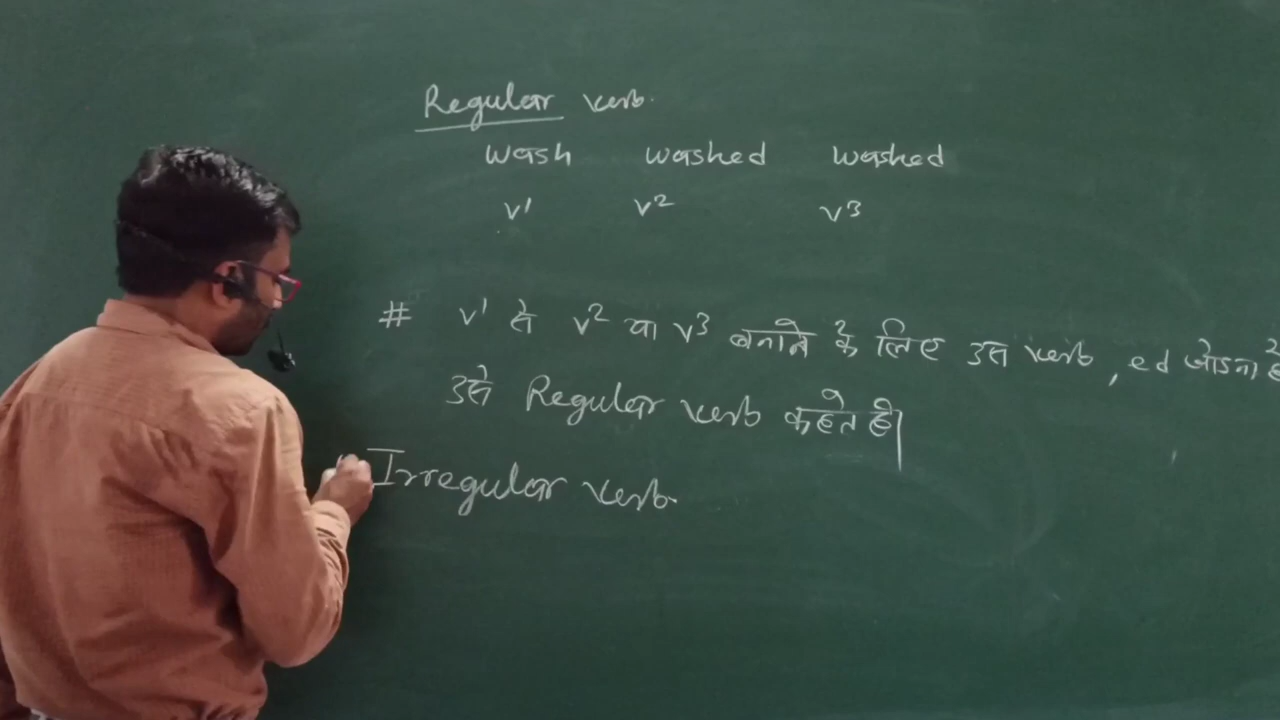 Regular verb.
wash washed washed
v¹ v² v³
# v¹ से v² या v³ बनाने के लिए उस verb, ed जोडना है
उसे Regular verb कहते है|
Irregular verb.